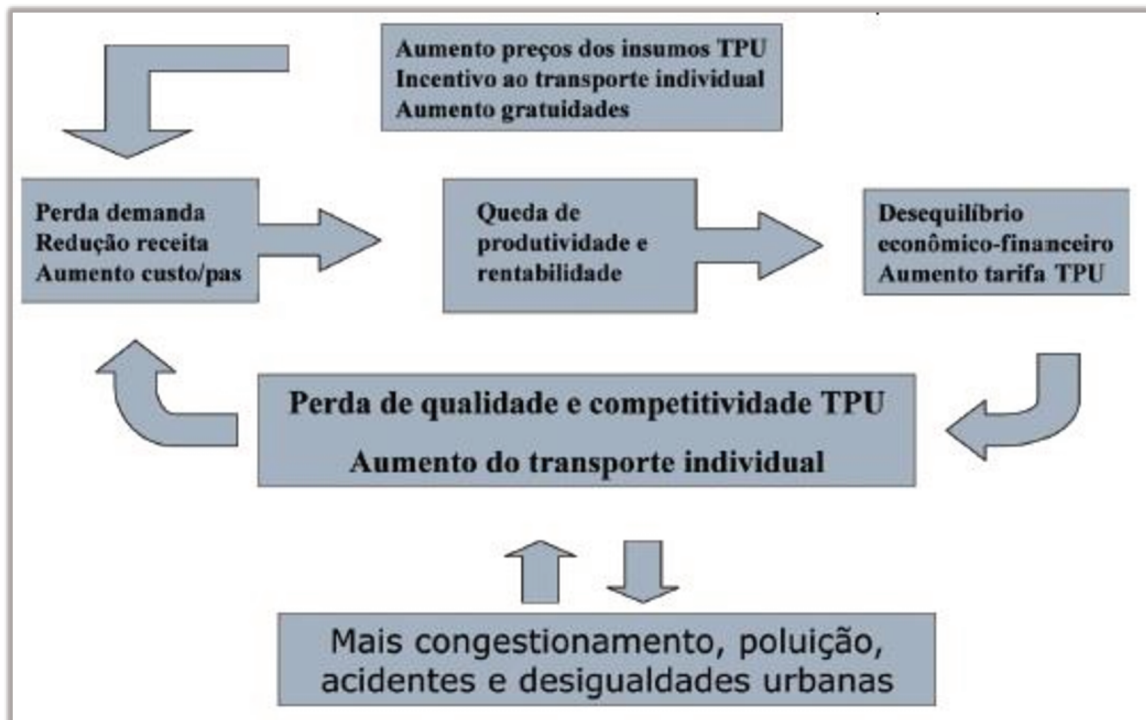 Aumento preços dos insumos TPU
Incentivo ao transporte individual
Aumento gratuidades
Perda demanda
Redução receita
Aumento custo/pas
Queda de
produtividade e
rentabilidade
Desequilíbrio
econômico-financeiro
Aumento tarifa TPU
Perda de qualidade e competitividade TPU
Aumento do transporte individual
Mais congestionamento, poluição,
acidentes e desigualdades urbanas